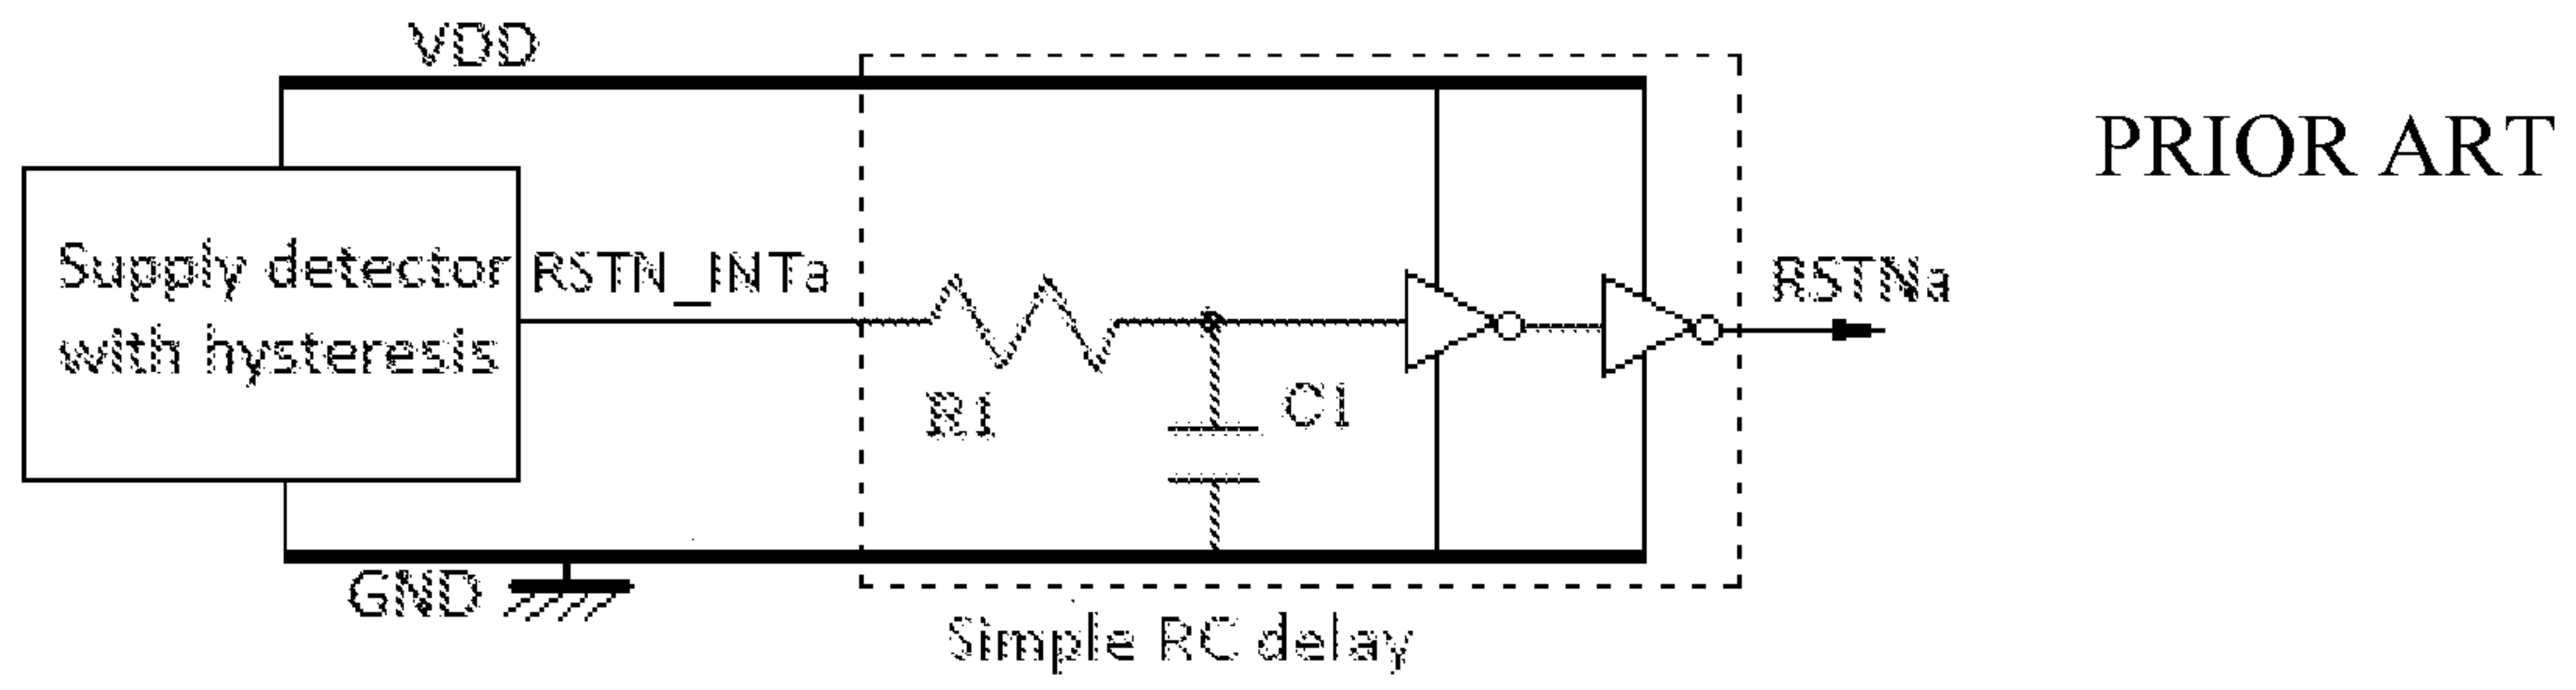 VDD
PRIOR ART
Supply detector
with hysteresis
RSTN_INTa
RSTNa
R1
C1
GND
Simple RC delay